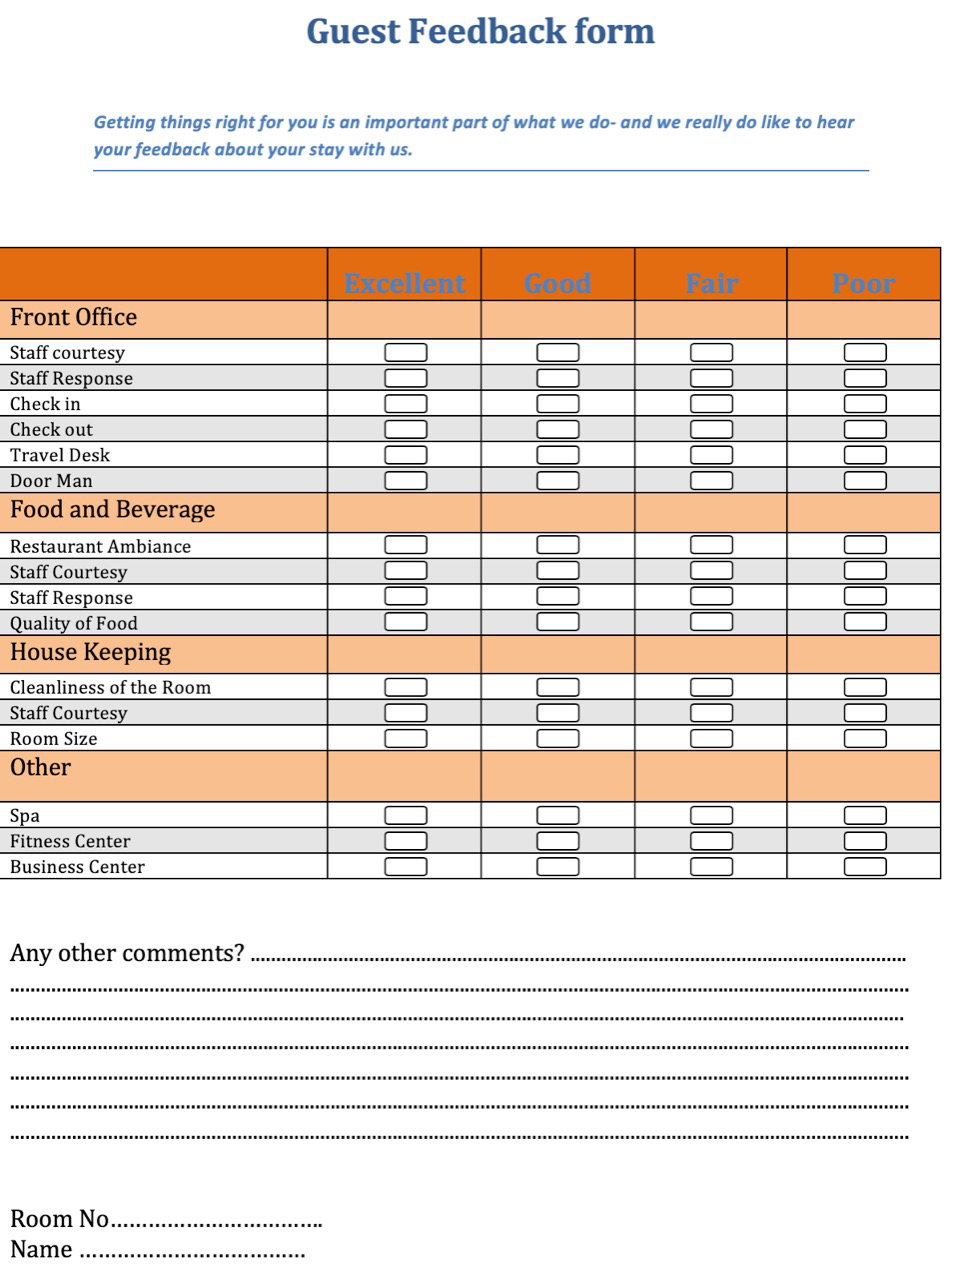 Guest Feedback form
Getting things right for you is an important part of what we do- and we really do like to hear
your feedback about your stay with us.
Excellent Good Fair Poor
Front Office
Staff courtesy
Staff Response
Check in
Check out
Travel Desk
Door Man
Food and Beverage
Restaurant Ambiance
Staff Courtesy
Staff Response
Quality of Food
House Keeping
Cleanliness of the Room
Staff Courtesy
Room Size
Other
Spa
Fitness Center
Business Center
Any other comments? ..........................................................................................
Room No......................................
Name ......................................